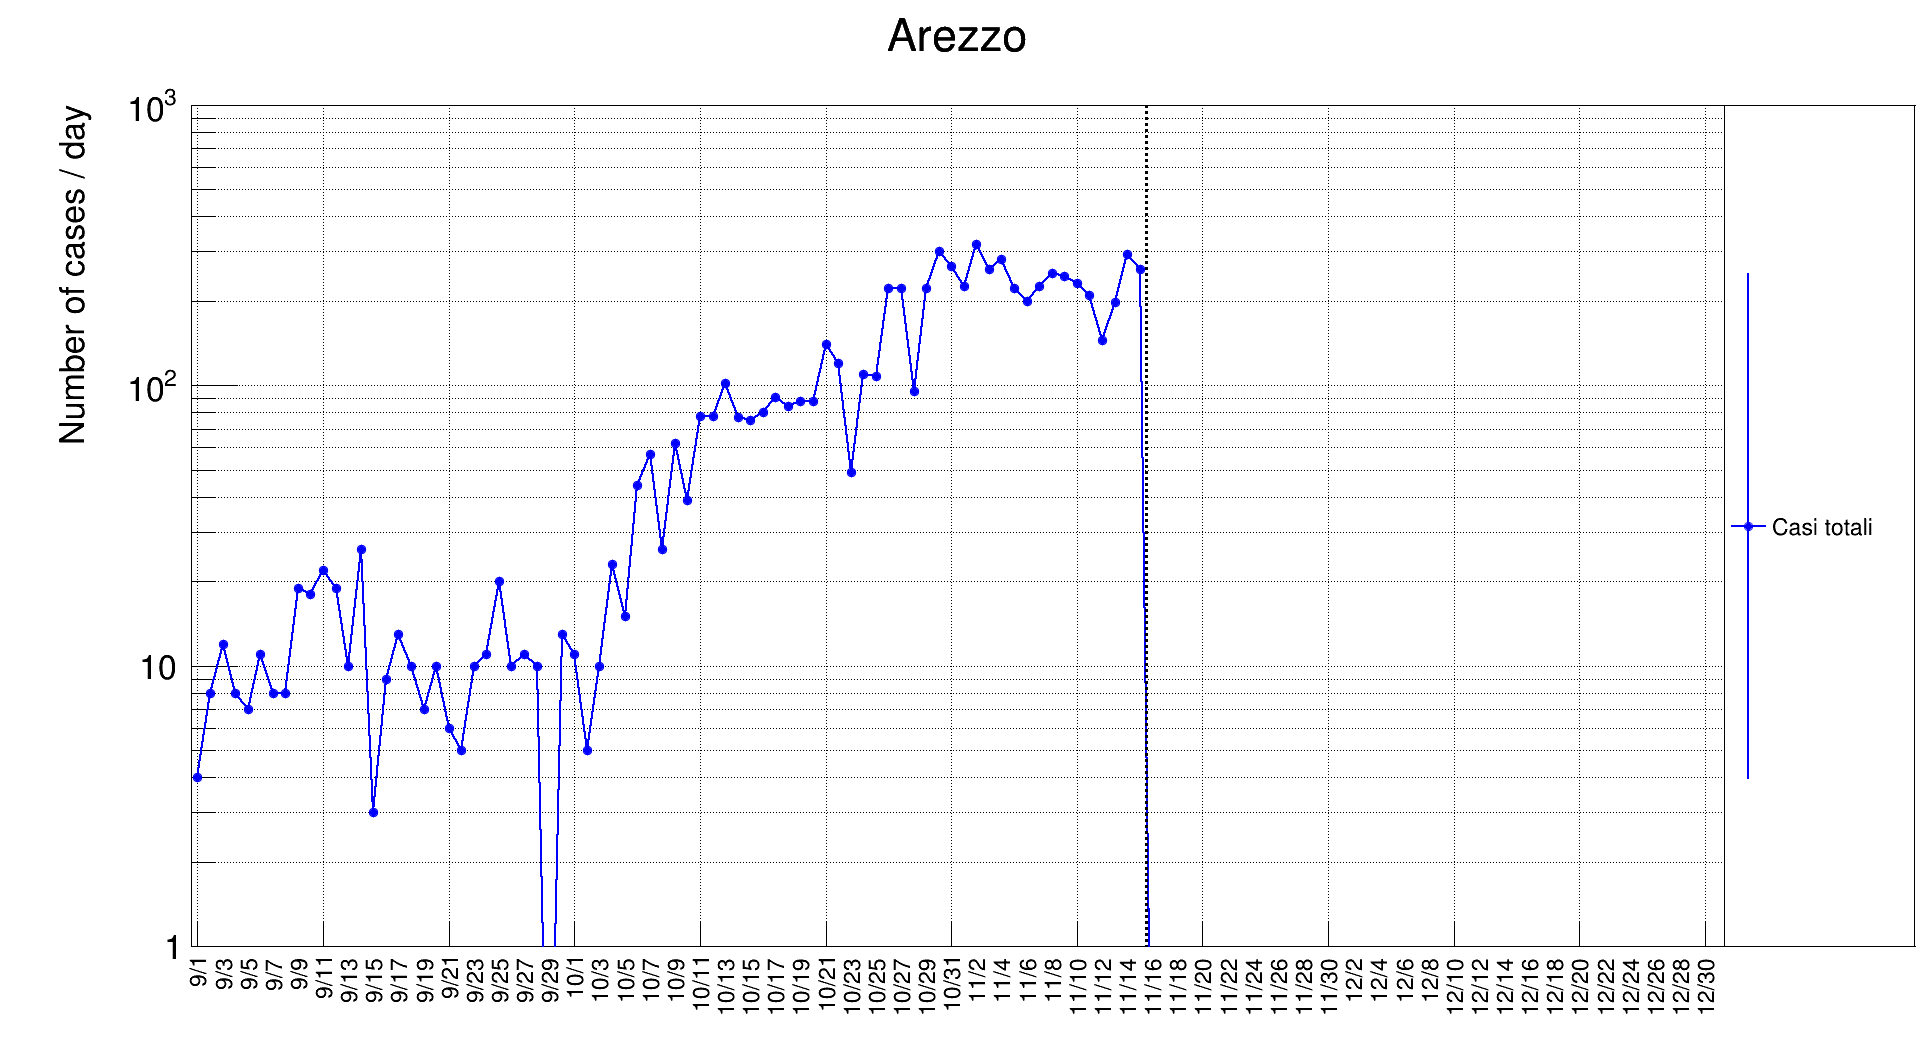 Arezzo
Number of cases / day
10³
10²
10
1
9/1 9/3 9/5 9/7 9/9 9/11 9/13 9/15 9/17 9/19 9/21 9/23 9/25 9/27 9/29 10/1 10/3 10/5 10/7 10/9 10/11 10/13 10/15 10/17 10/19 10/21 10/23 10/25 10/27 10/29 10/31 11/2 11/4 11/6 11/8 11/10 11/12 11/14 11/16 11/18 11/20 11/22 11/24 11/26 11/28 11/30 12/2 12/4 12/6 12/8 12/10 12/12 12/14 12/16 12/18 12/20 12/22 12/24 12/26 12/28 12/30
Casi totali